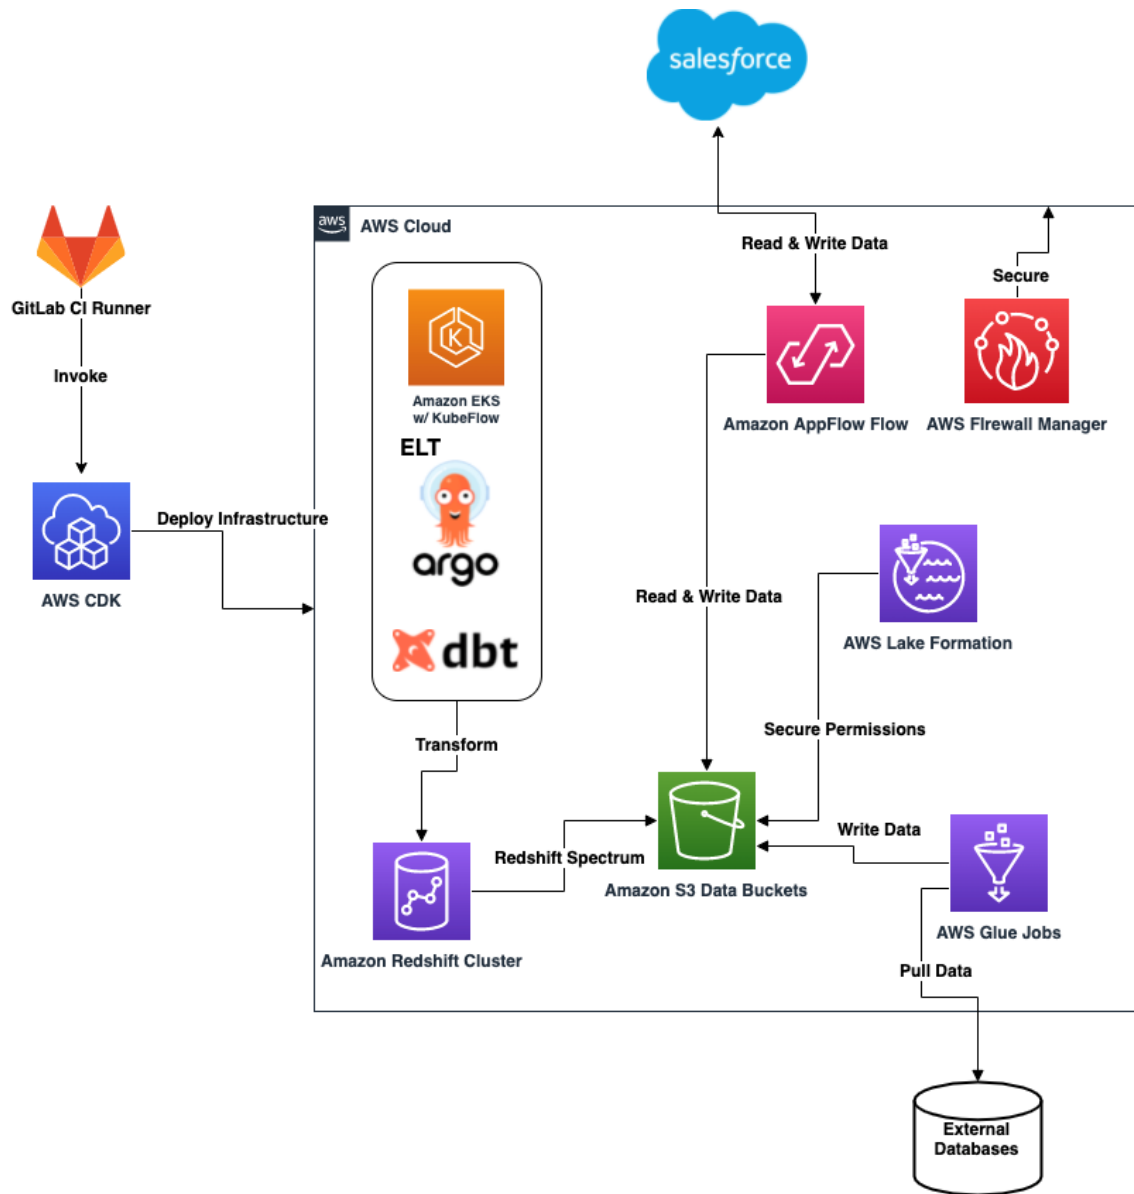 salesforce
aws
AWS Cloud
Read & Write Data
Secure
GitLab CI Runner
Invoke
K
Amazon EKS
w/ KubeFlow
Amazon AppFlow Flow
AWS FIrewall Manager
ELT
argo
Deploy Infrastructure
AWS CDK
Read & Write Data
AWS Lake Formation
dbt
Secure Permissions
Transform
Write Data
Redshift Spectrum
Amazon S3 Data Buckets
AWS Glue Jobs
Amazon Redshift Cluster
Pull Data
External
Databases